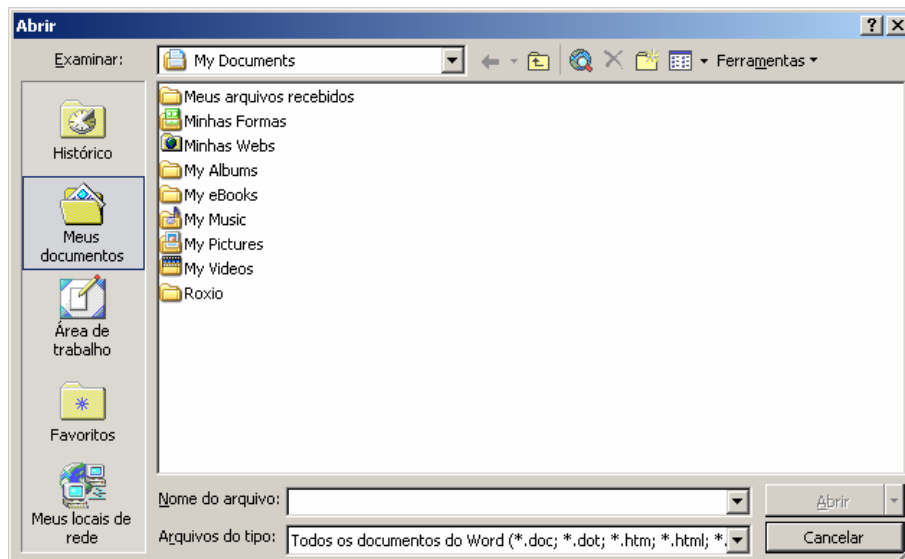 Abrir
Examinar:
My Documents
Ferramentas
Histórico
Meus
documentos
Área de
trabalho
Favoritos
Meus locais de
rede
Meus arquivos recebidos
Minhas Formas
Minhas Webs
My Albums
My eBooks
My Music
My Pictures
My Videos
Roxio
Nome do arquivo:
Abrir
Arquivos do tipo:
Todos os documentos do Word (*.doc; *.dot; *.htm; *.html; *.
Cancelar